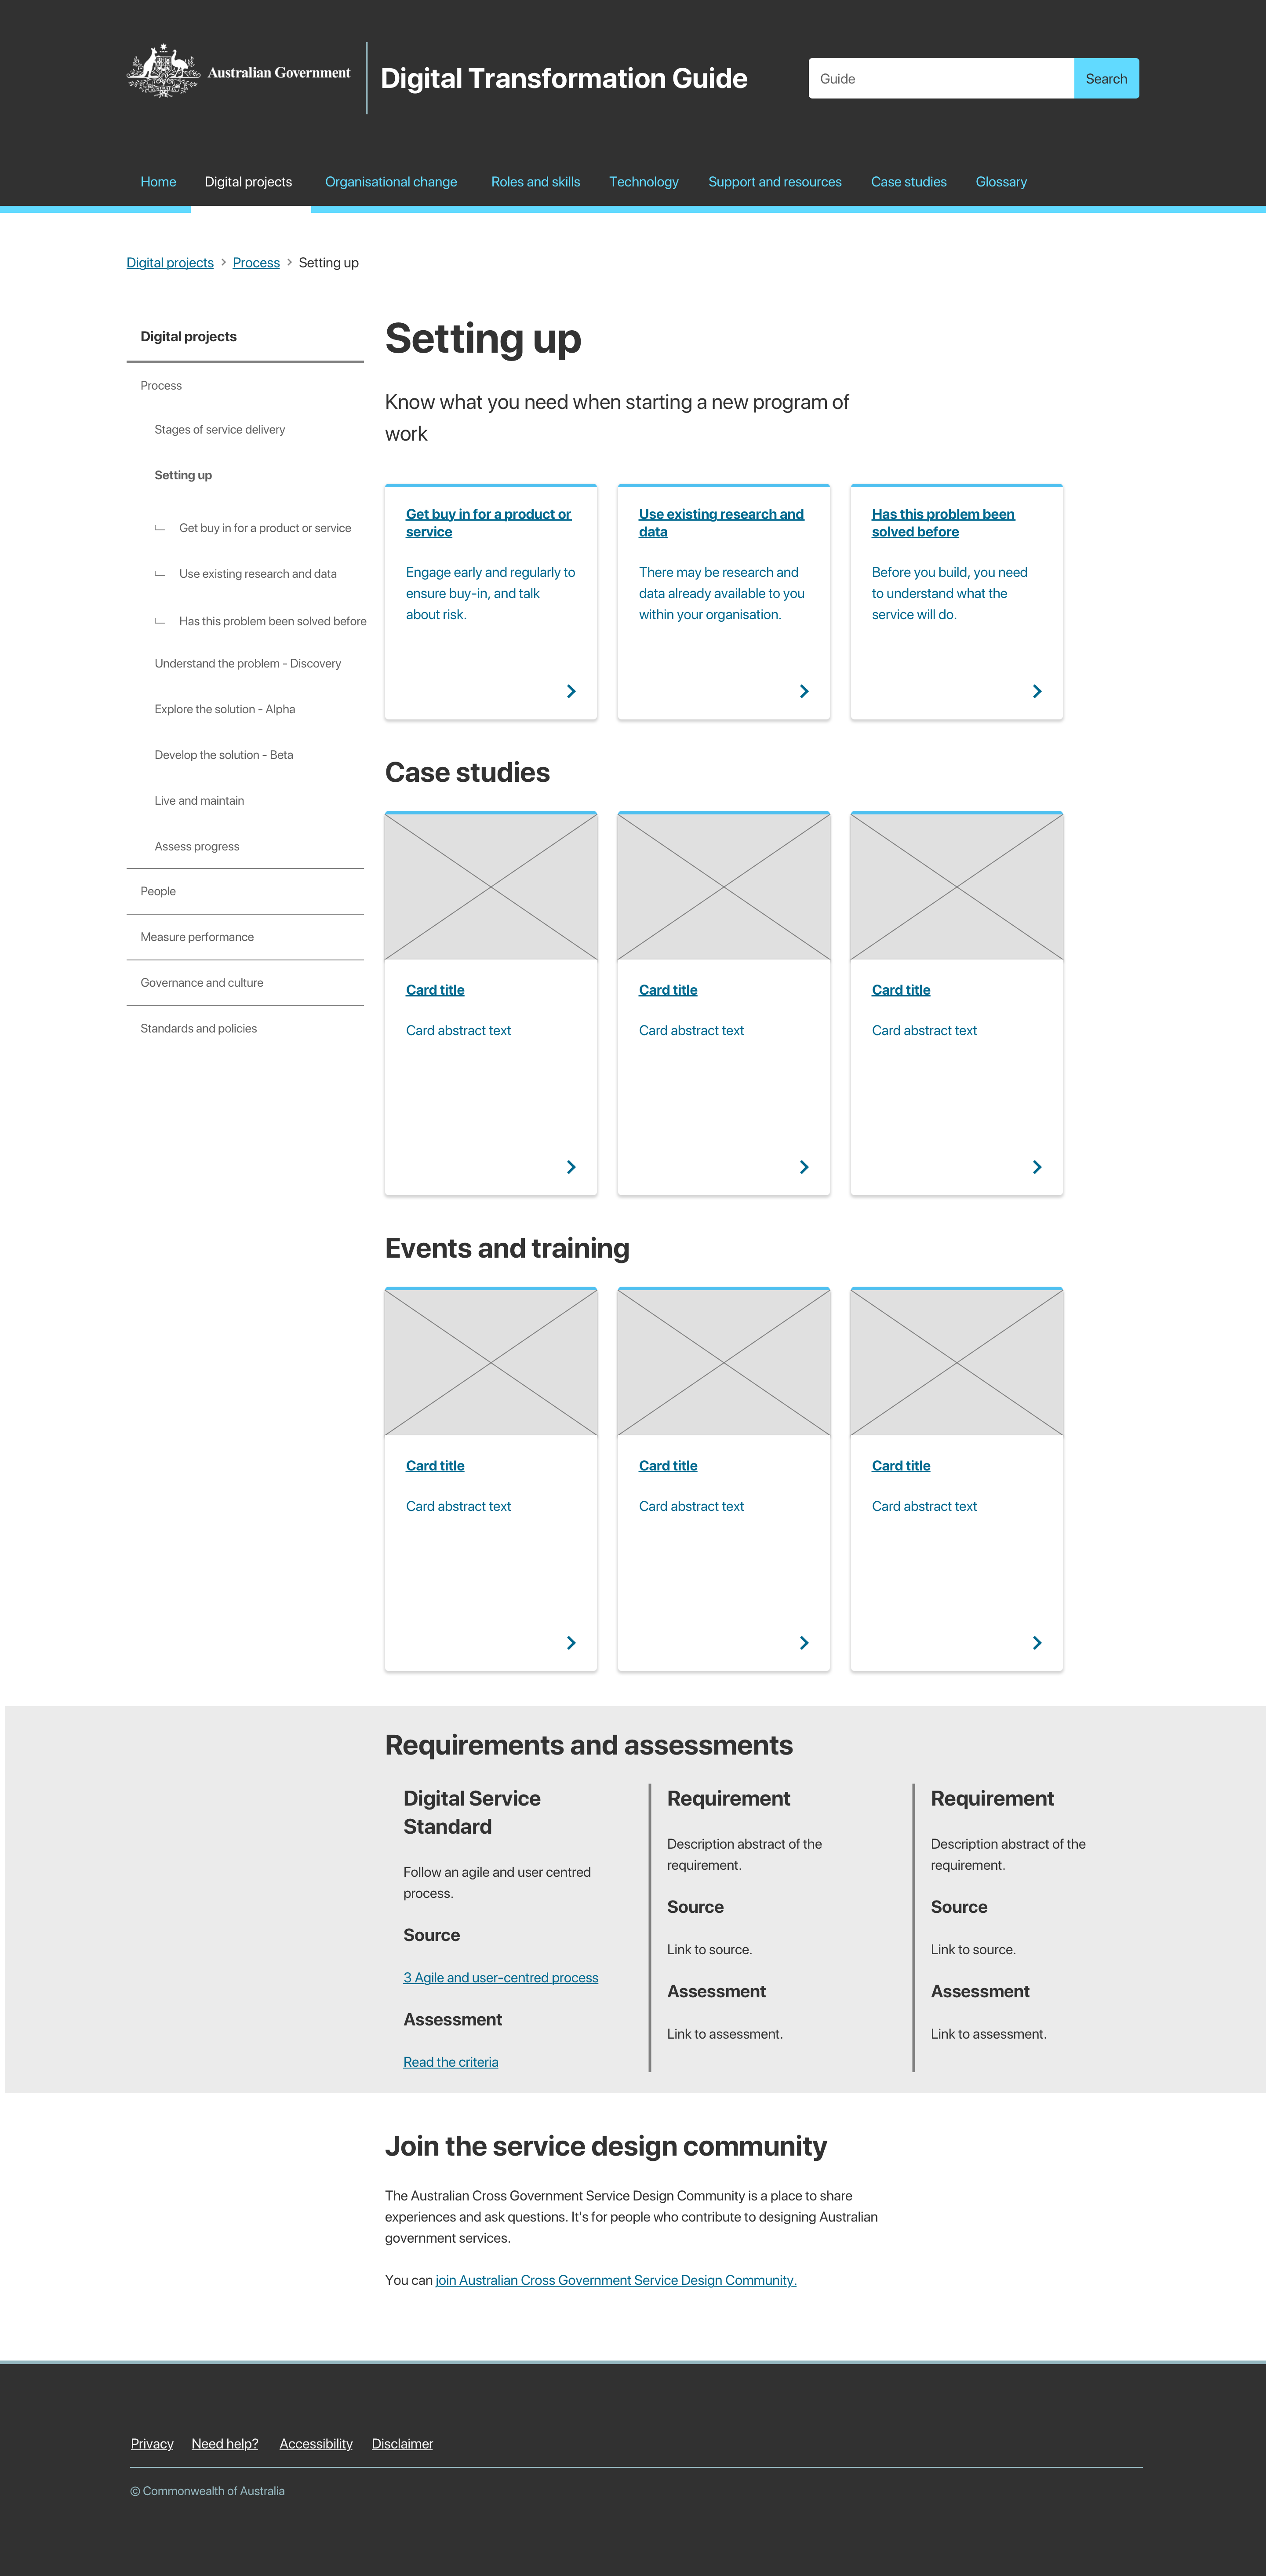 Australian Government
Digital Transformation Guide
Guide
Search
Home
Digital projects
Organisational change
Roles and skills
Technology
Support and resources
Case studies
Glossary
Digital projects > Process > Setting up
Digital projects
Process
Stages of service delivery
Setting up
Get buy in for a product or service
Use existing research and data
Has this problem been solved before
Understand the problem - Discovery
Explore the solution - Alpha
Develop the solution - Beta
Live and maintain
Assess progress
People
Measure performance
Governance and culture
Standards and policies
Setting up
Know what you need when starting a new program of
work
Get buy in for a product or
service
Engage early and regularly to
ensure buy-in, and talk
about risk.
Use existing research and
data
There may be research and
data already available to you
within your organisation.
Has this problem been
solved before
Before you build, you need
to understand what the
service will do.
Case studies
Card title
Card abstract text
Card title
Card abstract text
Card title
Card abstract text
Events and training
Card title
Card abstract text
Card title
Card abstract text
Card title
Card abstract text
Requirements and assessments
Digital Service
Standard
Follow an agile and user centred
process.
Source
3 Agile and user-centred process
Assessment
Read the criteria
Requirement
Description abstract of the
requirement.
Source
Link to source.
Assessment
Link to assessment.
Requirement
Description abstract of the
requirement.
Source
Link to source.
Assessment
Link to assessment.
Join the service design community
The Australian Cross Government Service Design Community is a place to share
experiences and ask questions. It's for people who contribute to designing Australian
government services.
You can join Australian Cross Government Service Design Community.
Privacy
Need help?
Accessibility
Disclaimer
© Commonwealth of Australia